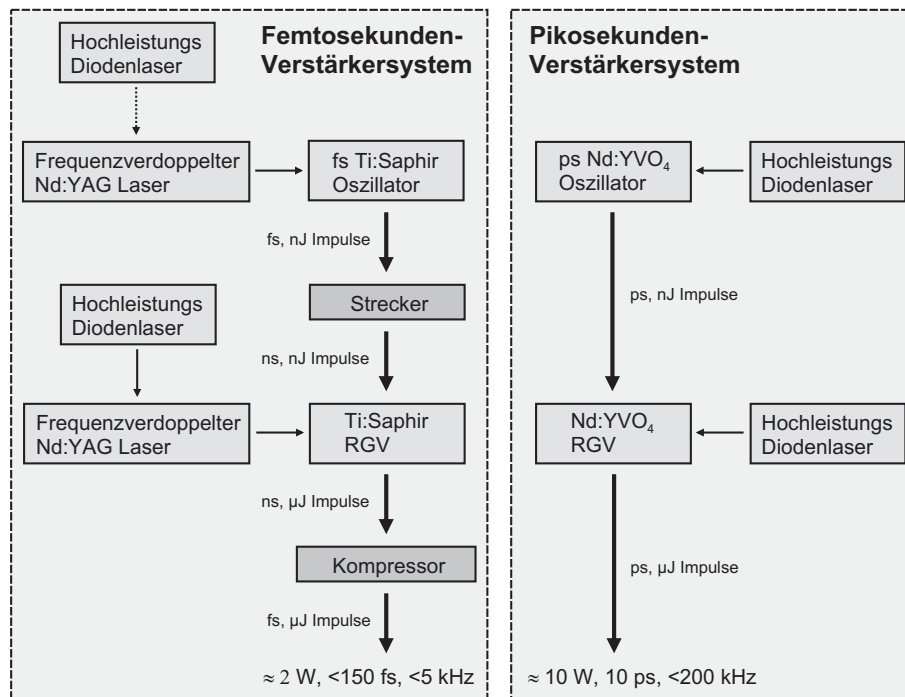 Femtosekunden-
Verstärkersystem
Hochleistungs
Diodenlaser
Frequenzverdoppelter
Nd:YAG Laser
fs Ti:Saphir
Oszillator
fs, nJ Impulse
Strecker
Hochleistungs
Diodenlaser
ns, nJ Impulse
Frequenzverdoppelter
Nd:YAG Laser
Ti:Saphir
RGV
ns, µJ Impulse
Kompressor
fs, µJ Impulse
≈ 2 W, <150 fs, <5 kHz
Pikosekunden-
Verstärkersystem
ps Nd:YVO₄
Oszillator
Hochleistungs
Diodenlaser
ps, nJ Impulse
Nd:YVO₄
RGV
Hochleistungs
Diodenlaser
ps, µJ Impulse
≈ 10 W, 10 ps, <200 kHz